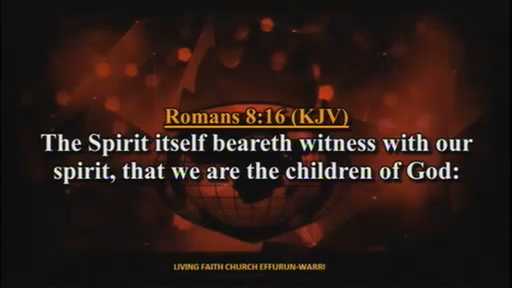 Romans 8:16 (KJV)
The Spirit itself beareth witness with our
spirit, that we are the children of God:
LIVING FAITH CHURCH EFFURUN-WARRI